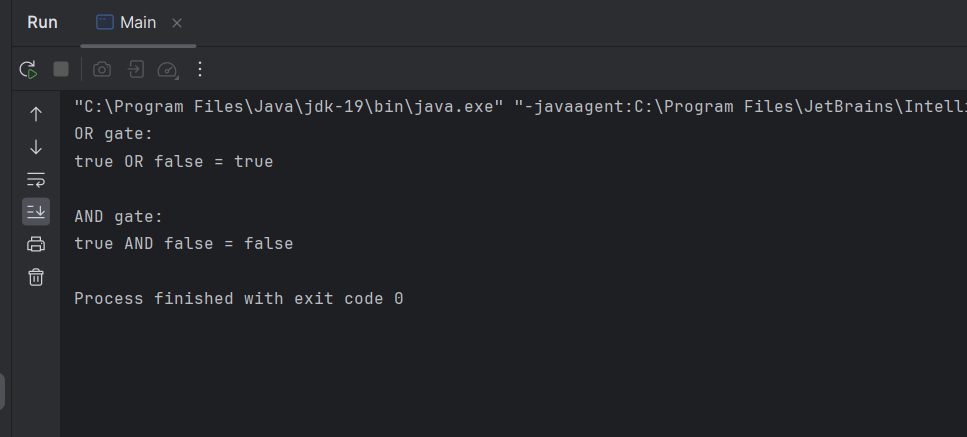 Run Main
"C:\Program Files\Java\jdk-19\bin\java.exe" "-javaagent:C:\Program Files\JetBrains\Intelli
OR gate:
true OR false = true
AND gate:
true AND false = false
Process finished with exit code 0